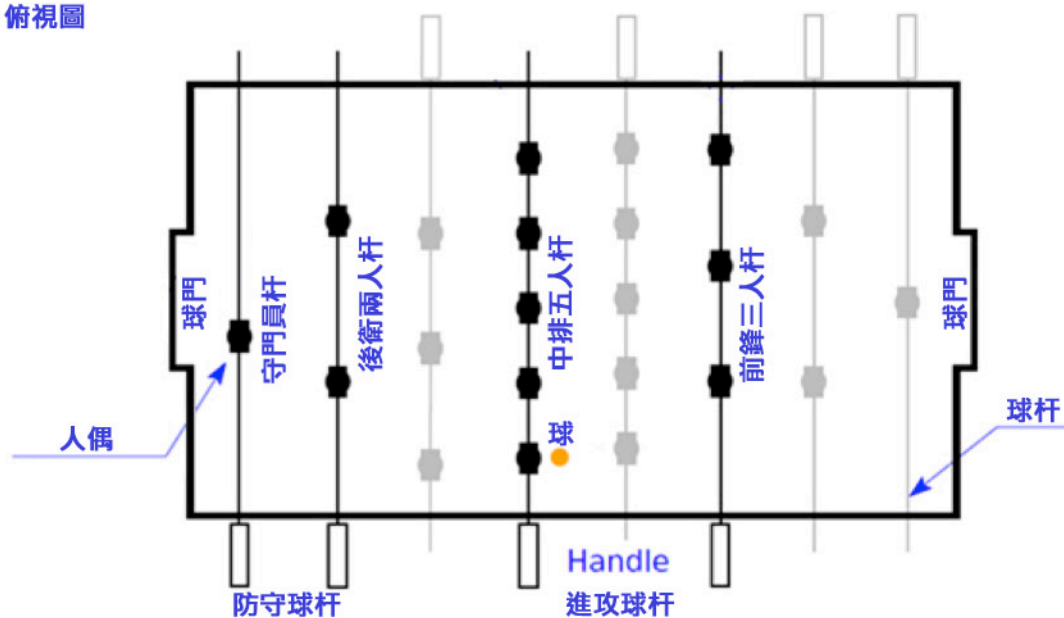 俯視圖
球門
守門員杆
後衛兩人杆
中排五人杆
前鋒三人杆
球門
球
人偶
球杆
Handle
防守球杆
進攻球杆